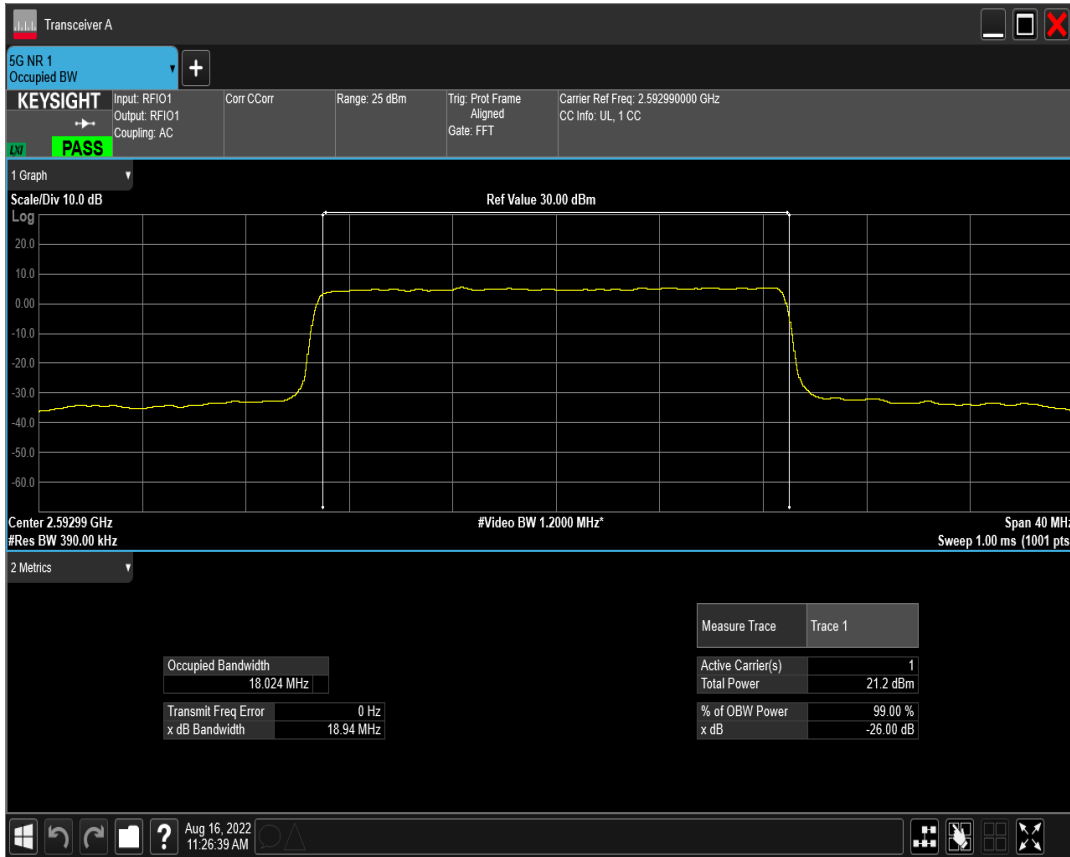 Transceiver A
5G NR 1
Occupied BW
KEYSIGHT
LXI
PASS
Input: RFIO1
Output: RFIO1
Coupling: AC
Corr CCorr
Range: 25 dBm
Trig: Prot Frame
Aligned
Gate: FFT
Carrier Ref Freq: 2.592990000 GHz
CC Info: UL, 1 CC
1 Graph
Scale/Div 10.0 dB
Ref Value 30.00 dBm
Log
20.0
10.0
0.00
-10.0
-20.0
-30.0
-40.0
-50.0
-60.0
Center 2.59299 GHz
#Video BW 1.2000 MHz*
Span 40 MHz
#Res BW 390.00 kHz
Sweep 1.00 ms (1001 pts
2 Metrics
Measure Trace Trace 1
Occupied Bandwidth
18.024 MHz
Active Carrier(s) 1
Total Power 21.2 dBm
Transmit Freq Error 0 Hz
x dB Bandwidth 18.94 MHz
% of OBW Power 99.00 %
x dB -26.00 dB
?
Aug 16, 2022
11:26:39 AM